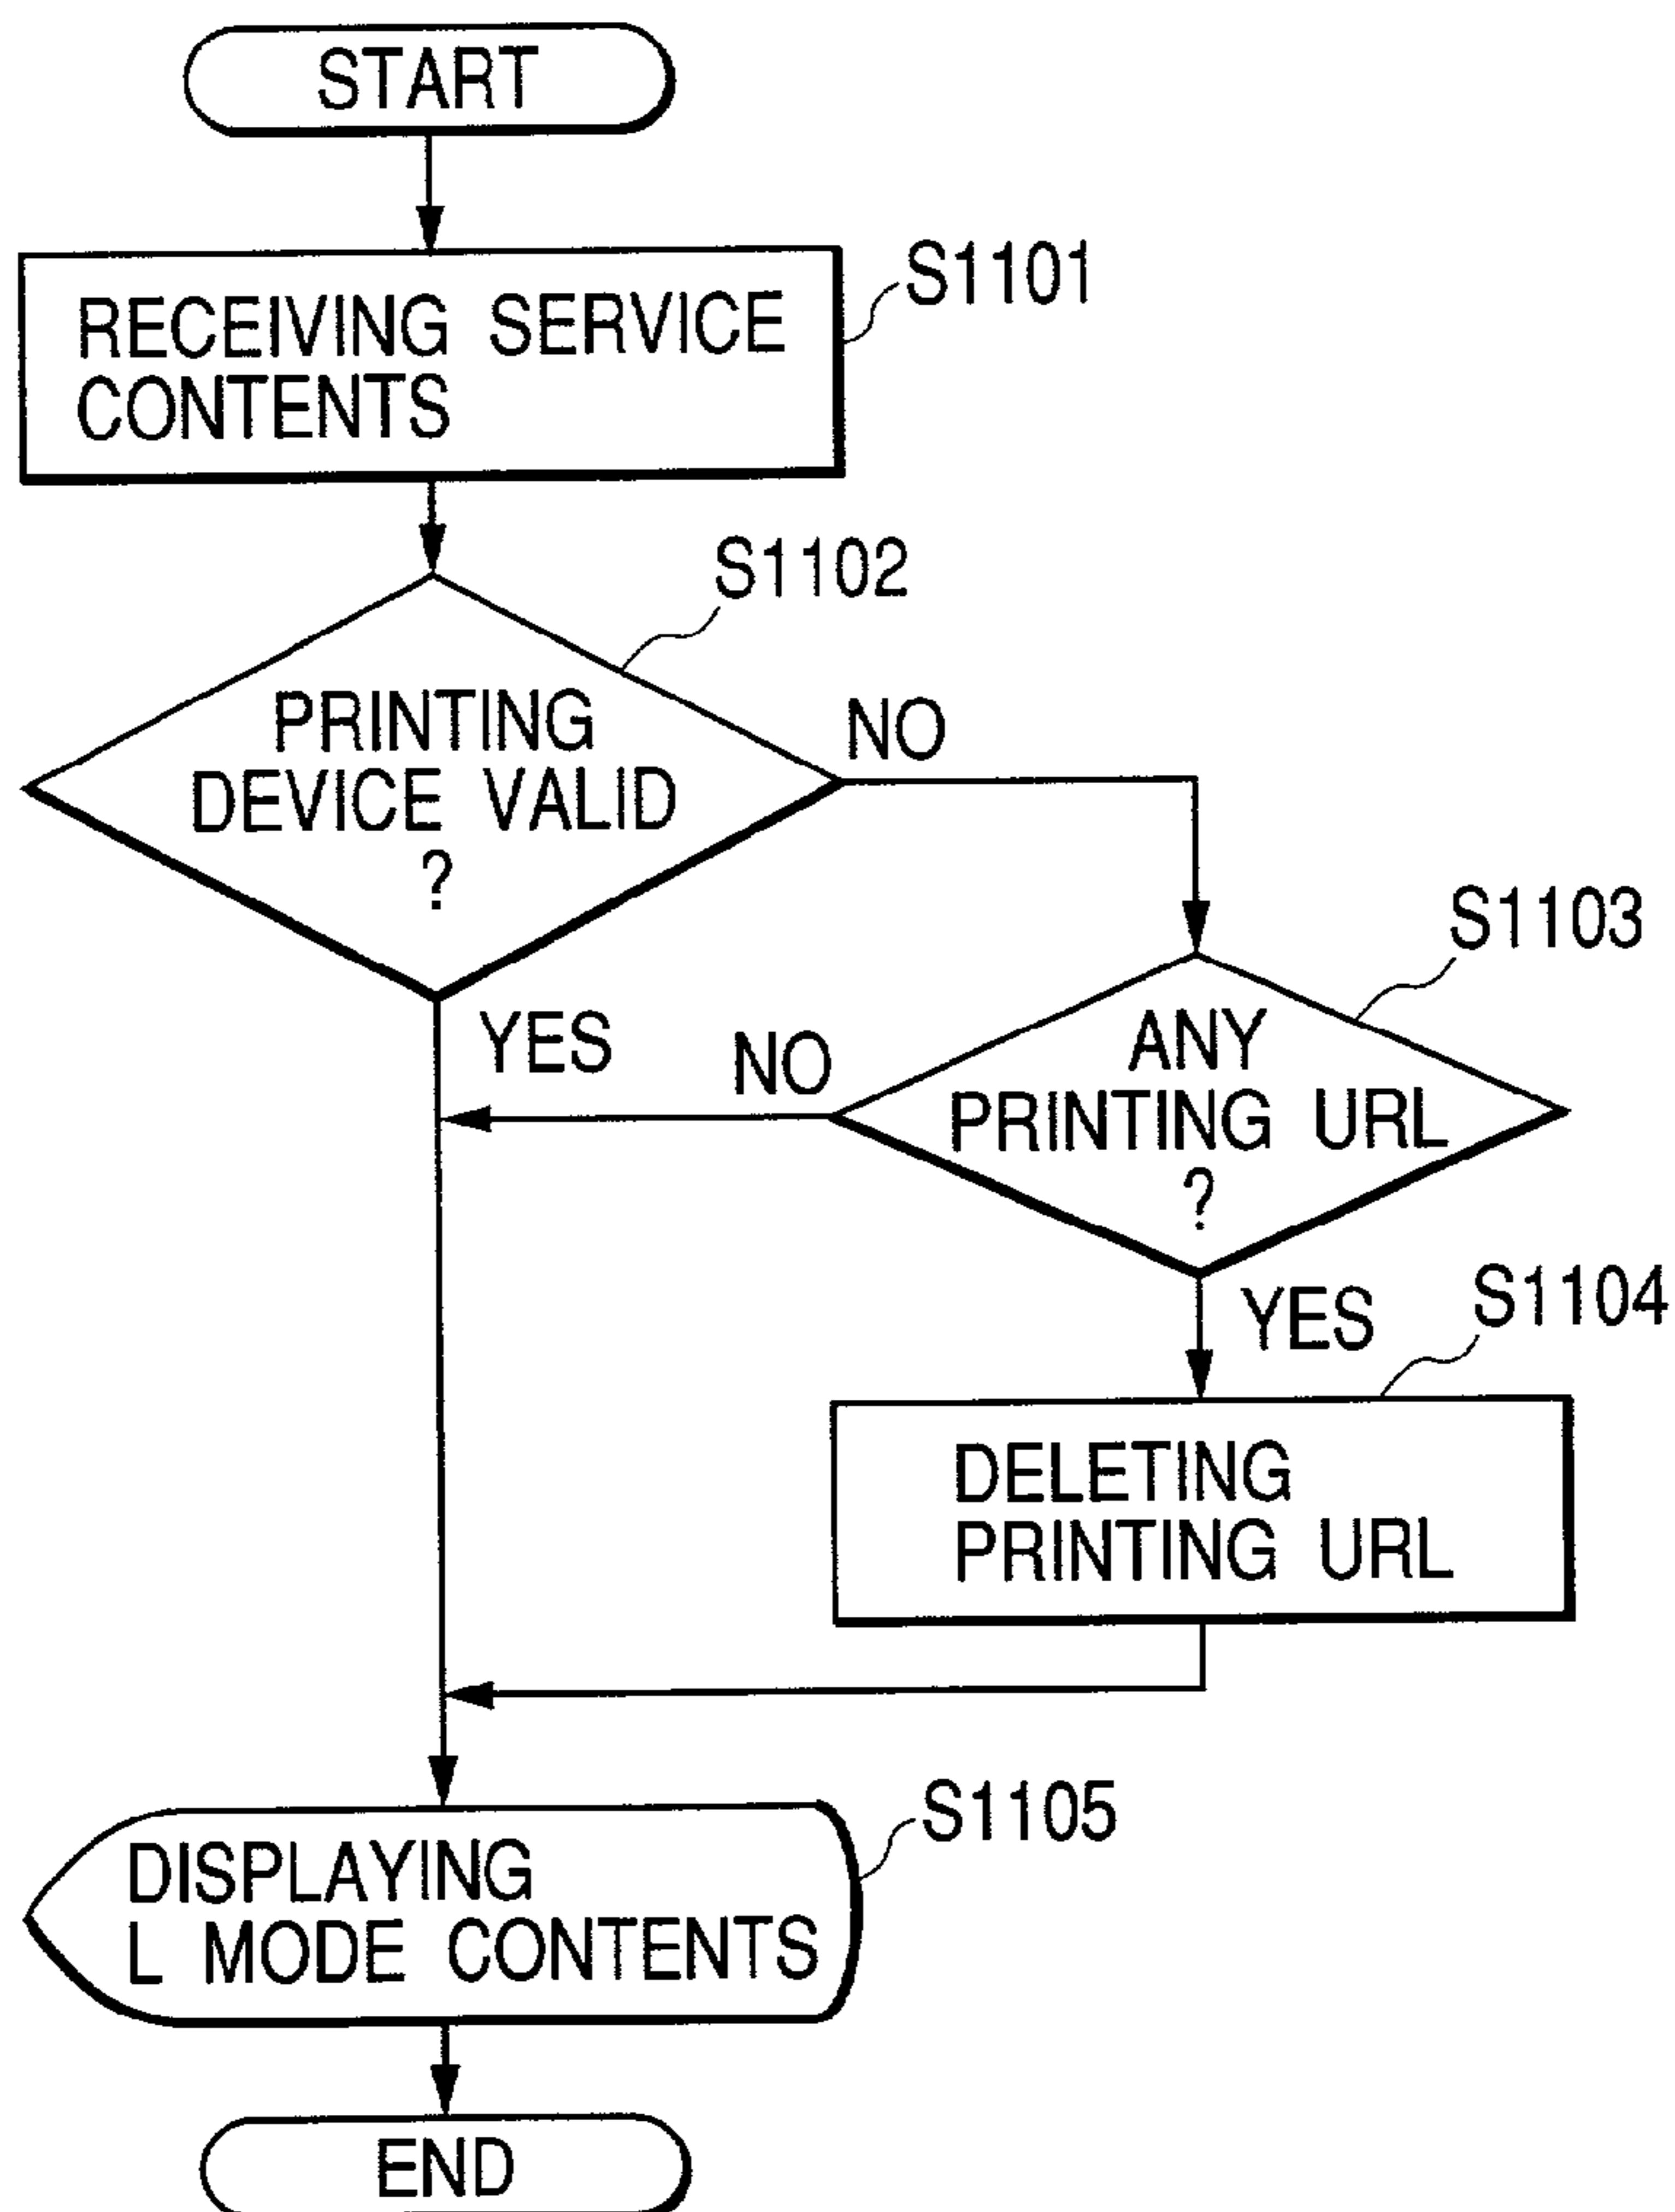 START
RECEIVING SERVICE
CONTENTS
S1101
S1102
PRINTING
DEVICE VALID
?
NO
YES
S1103
ANY
PRINTING URL
?
NO
YES
S1104
DELETING
PRINTING URL
S1105
DISPLAYING
L MODE CONTENTS
END